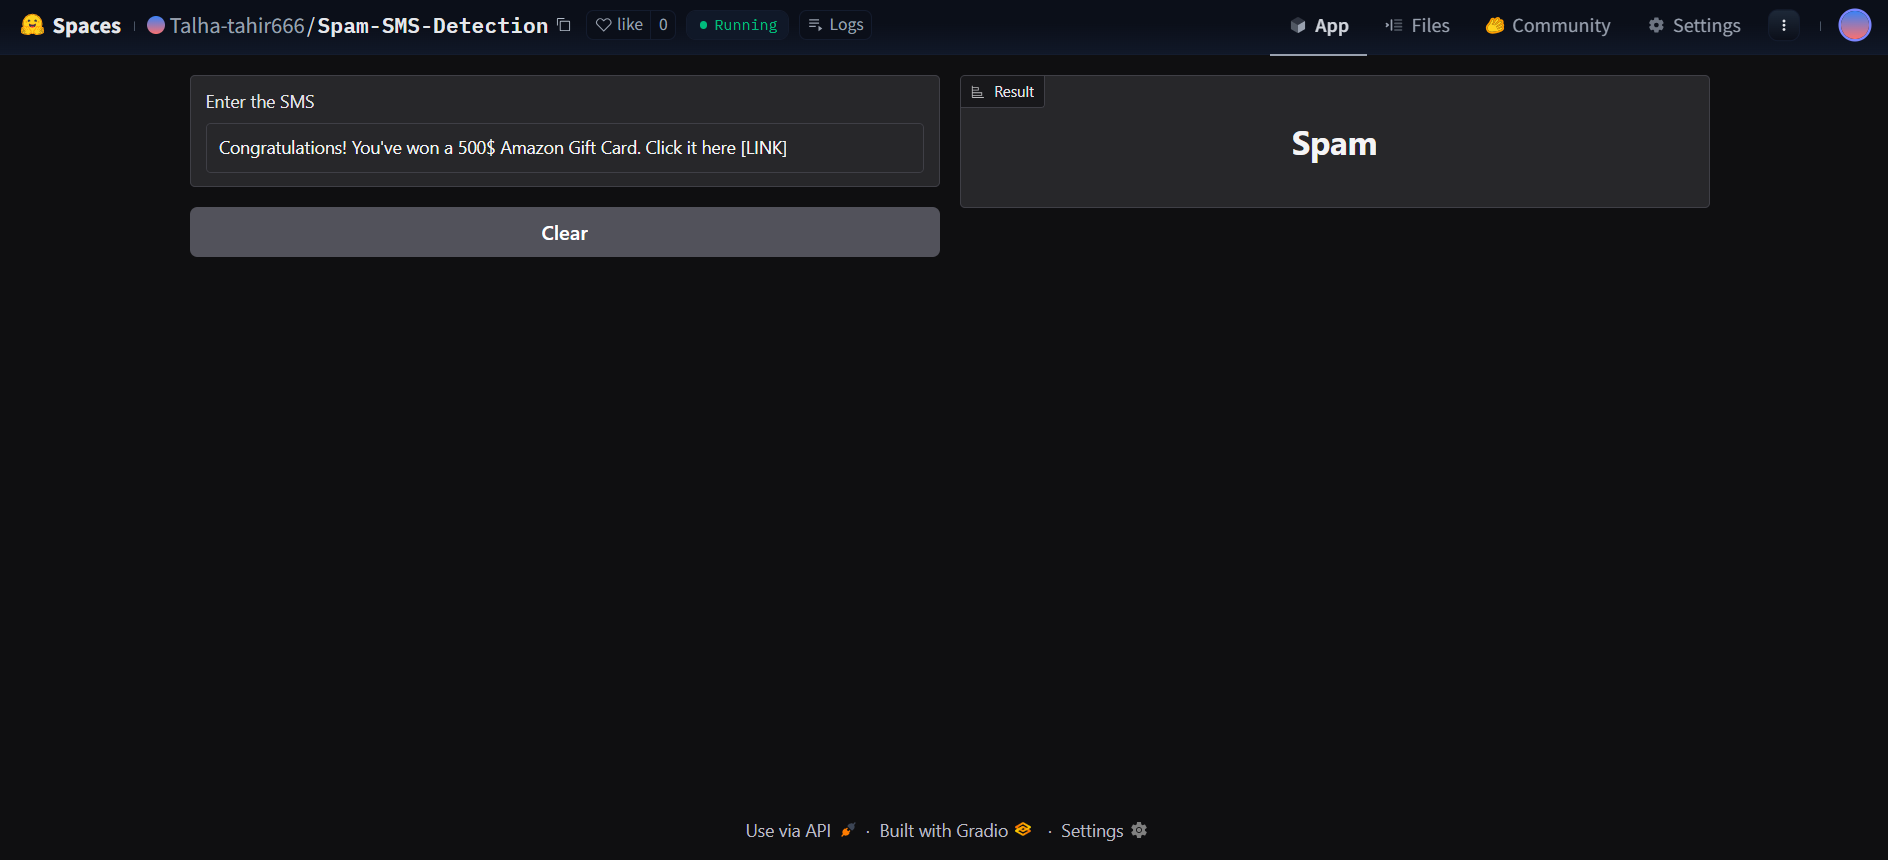 Spaces Talha-tahir666/Spam-SMS-Detection like 0 Running Logs App Files Community Settings
Enter the SMS
Congratulations! You've won a 500$ Amazon Gift Card. Click it here [LINK]
Clear
Result
Spam
Use via API · Built with Gradio · Settings